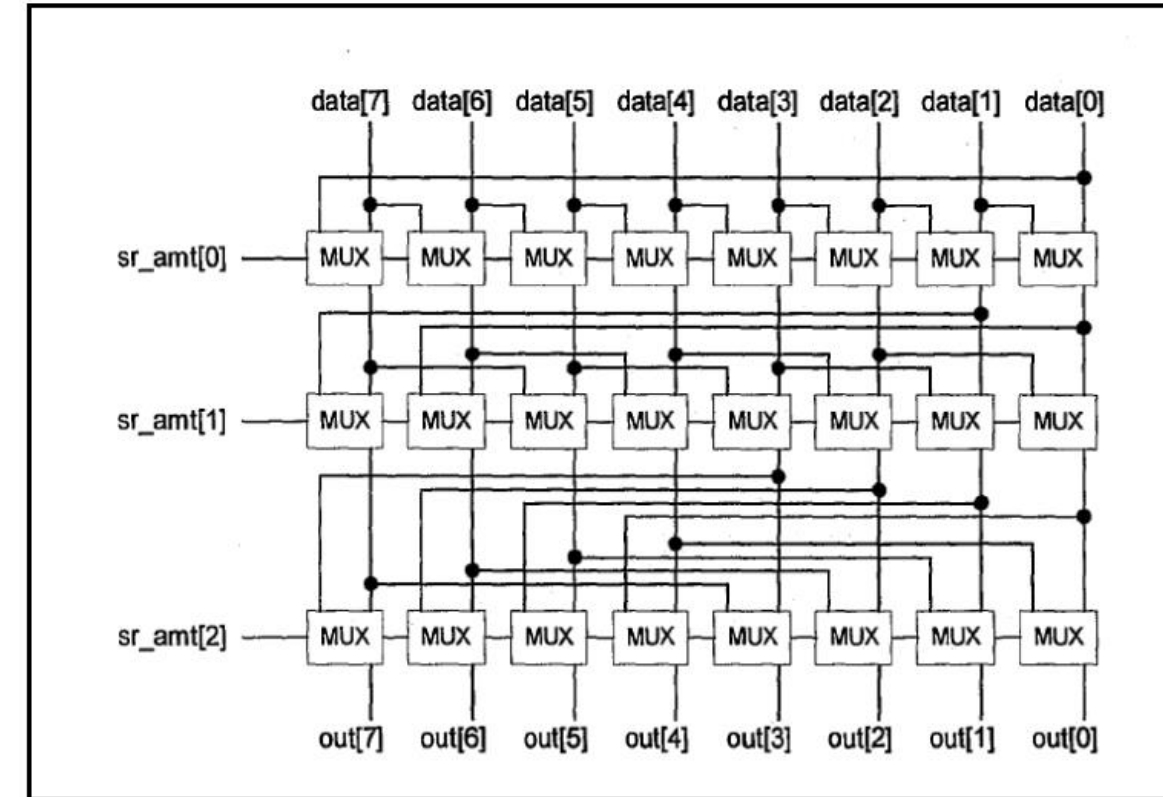 data[7] data[6] data[5] data[4] data[3] data[2] data[1] data[0]
sr_amt[0] MUX MUX MUX MUX MUX MUX MUX MUX
sr_amt[1] MUX MUX MUX MUX MUX MUX MUX MUX
sr_amt[2] MUX MUX MUX MUX MUX MUX MUX MUX
out[7] out[6] out[5] out[4] out[3] out[2] out[1] out[0]